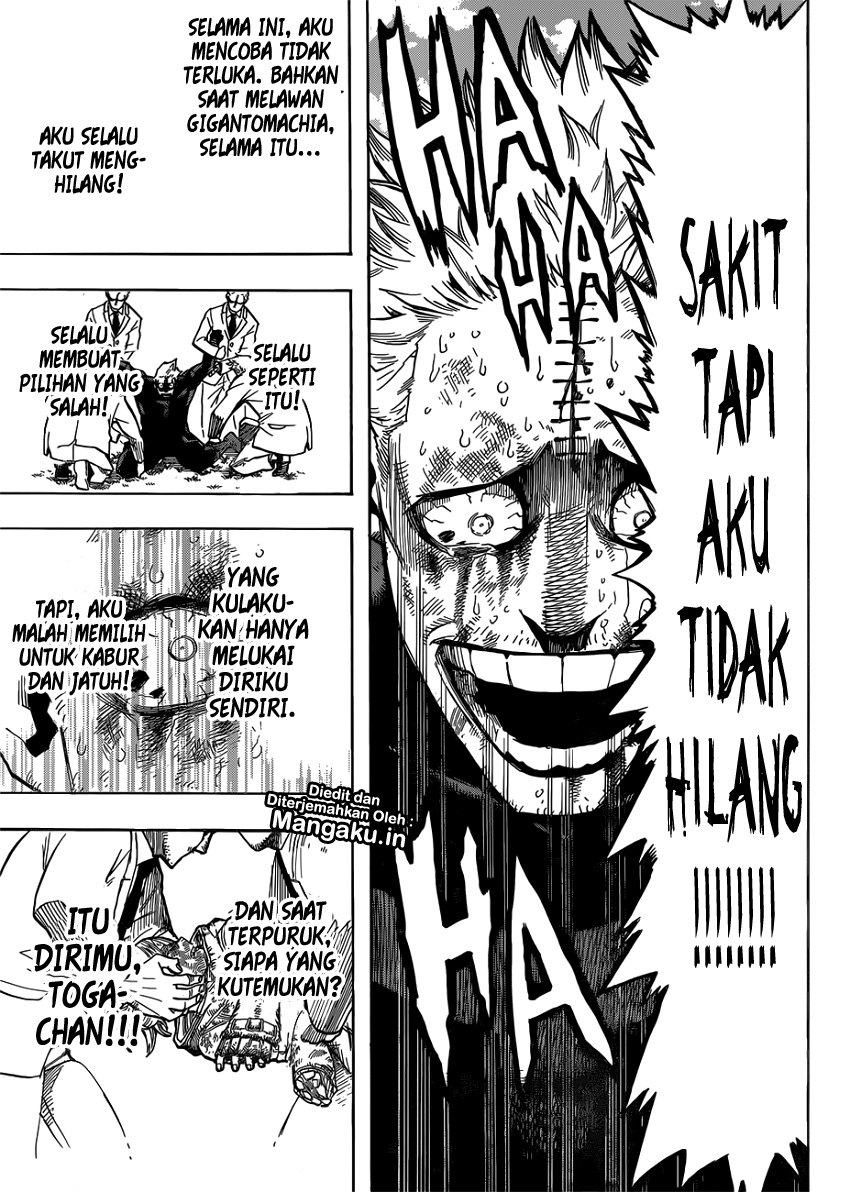 HA
HA
HA
HA
HA
SAKIT
TAPI
AKU
TIDAK
HILANG
!!!!!!!!!
SELAMA INI, AKU
MENCOBA TIDAK
TERLUKA. BAHKAN
SAAT MELAWAN
GIGANTOMACHIA,
SELAMA ITU...
AKU SELALU
TAKUT MENG-
HILANG!
SELALU
SEPERTI
ITU!
SELALU
MEMBUAT
PILIHAN YANG
SALAH!
YANG
KULAKU-
KAN HANYA
MELUKAI
DIRIKU
SENDIRI.
TAPI, AKU
MALAH MEMILIH
UNTUK KABUR
DAN JATUH!
Diedit dan
Diterjemahkan Oleh :
Mangaku.in
DAN SAAT
TERPURUK,
SIAPA YANG
KUTEMUKAN?
ITU
DIRIMU,
TOGA-
CHAN!!!